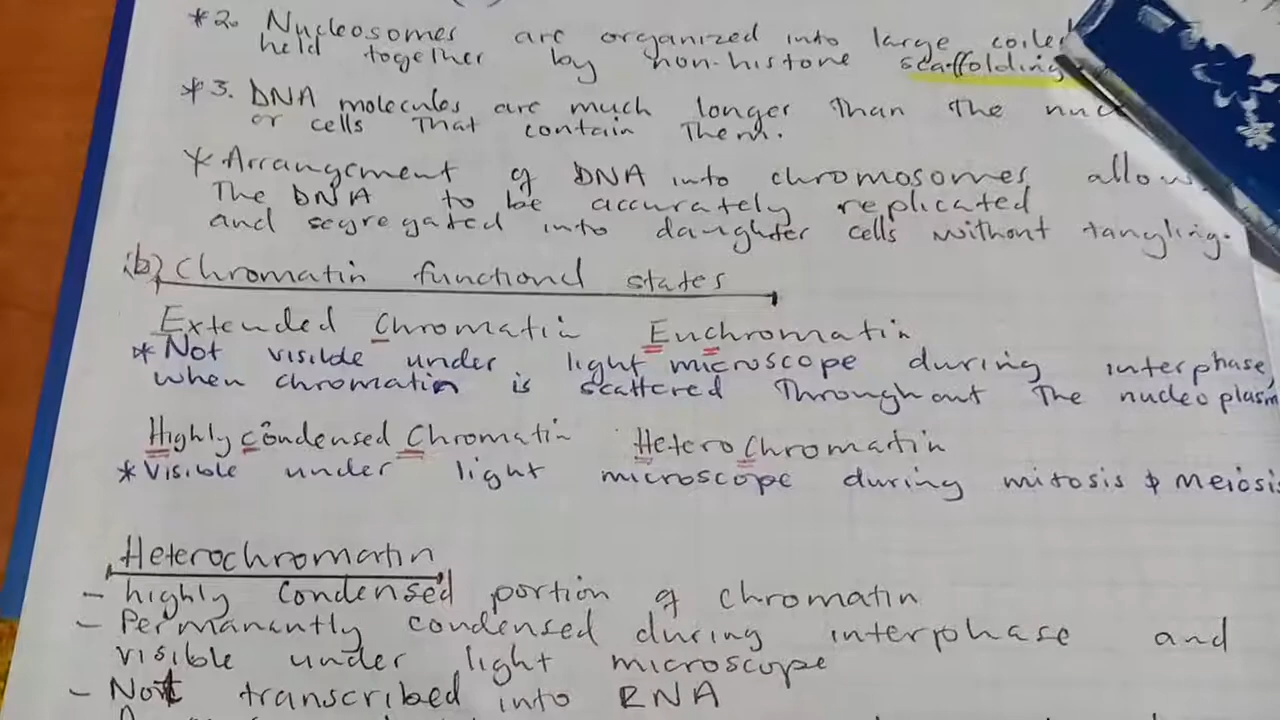 *2. Nucleosomes are organized into large coiled
held together by non-histone scaffolding
*3. DNA molecules are much longer than the
or cells that contain them.
* Arrangement of DNA into chromosomes
The DNA to be accurately replicated
and segregated into daughter cells without tangling.
(b) Chromatin functional states
Extended Chromatin Euchromatin
* Not visible under light microscope during interphase,
when chromatin is scattered throughout the nucleoplasm
Highly condensed Chromatin HeteroChromatin
* Visible under light microscope during mitosis & meiosis
Heterochromatin
- highly condensed portion of chromatin
- Permanantly condensed during interphase and
visible under light microscope
- Not transcribed into RNA